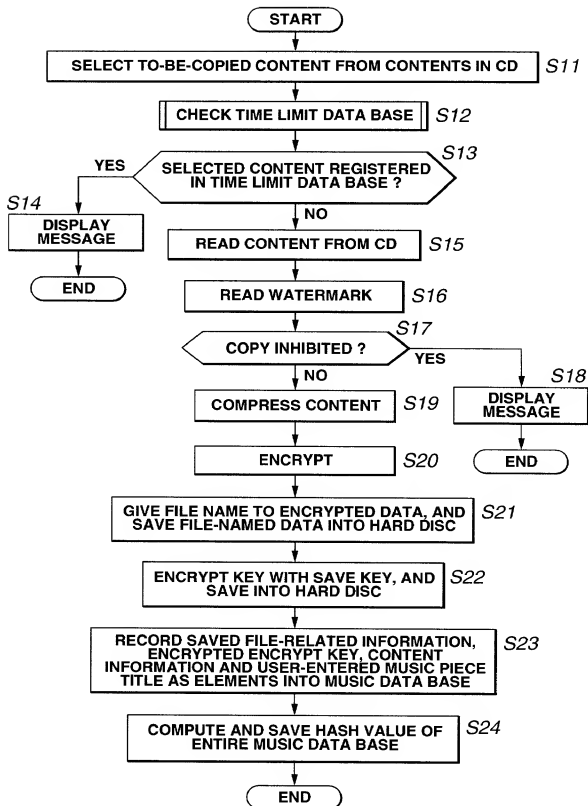 START
SELECT TO-BE-COPIED CONTENT FROM CONTENTS IN CD
S11
CHECK TIME LIMIT DATA BASE
S12
S13
SELECTED CONTENT REGISTERED
IN TIME LIMIT DATA BASE ?
YES
S14
DISPLAY
MESSAGE
END
NO
READ CONTENT FROM CD
S15
READ WATERMARK
S16
S17
COPY INHIBITED ?
YES
S18
DISPLAY
MESSAGE
END
NO
COMPRESS CONTENT
S19
ENCRYPT
S20
GIVE FILE NAME TO ENCRYPTED DATA, AND
SAVE FILE-NAMED DATA INTO HARD DISC
S21
ENCRYPT KEY WITH SAVE KEY, AND
SAVE INTO HARD DISC
S22
RECORD SAVED FILE-RELATED INFORMATION,
ENCRYPTED ENCRYPT KEY, CONTENT
INFORMATION AND USER-ENTERED MUSIC PIECE
TITLE AS ELEMENTS INTO MUSIC DATA BASE
S23
COMPUTE AND SAVE HASH VALUE OF
ENTIRE MUSIC DATA BASE
S24
END